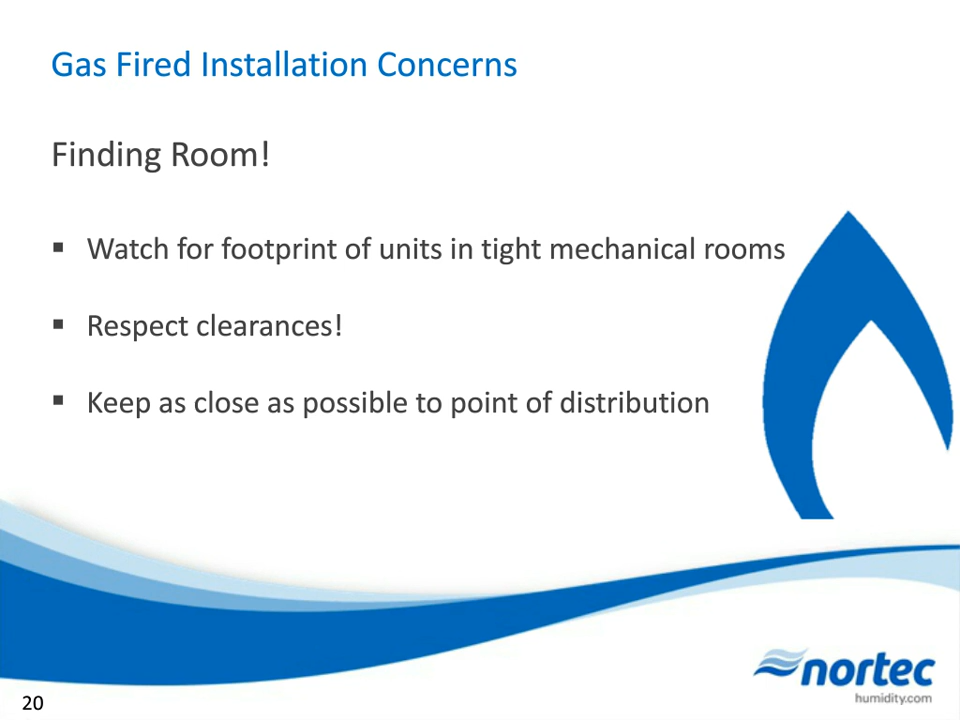 Gas Fired Installation Concerns
Finding Room!
▪ Watch for footprint of units in tight mechanical rooms
▪ Respect clearances!
▪ Keep as close as possible to point of distribution
nortec
humidity.com
20